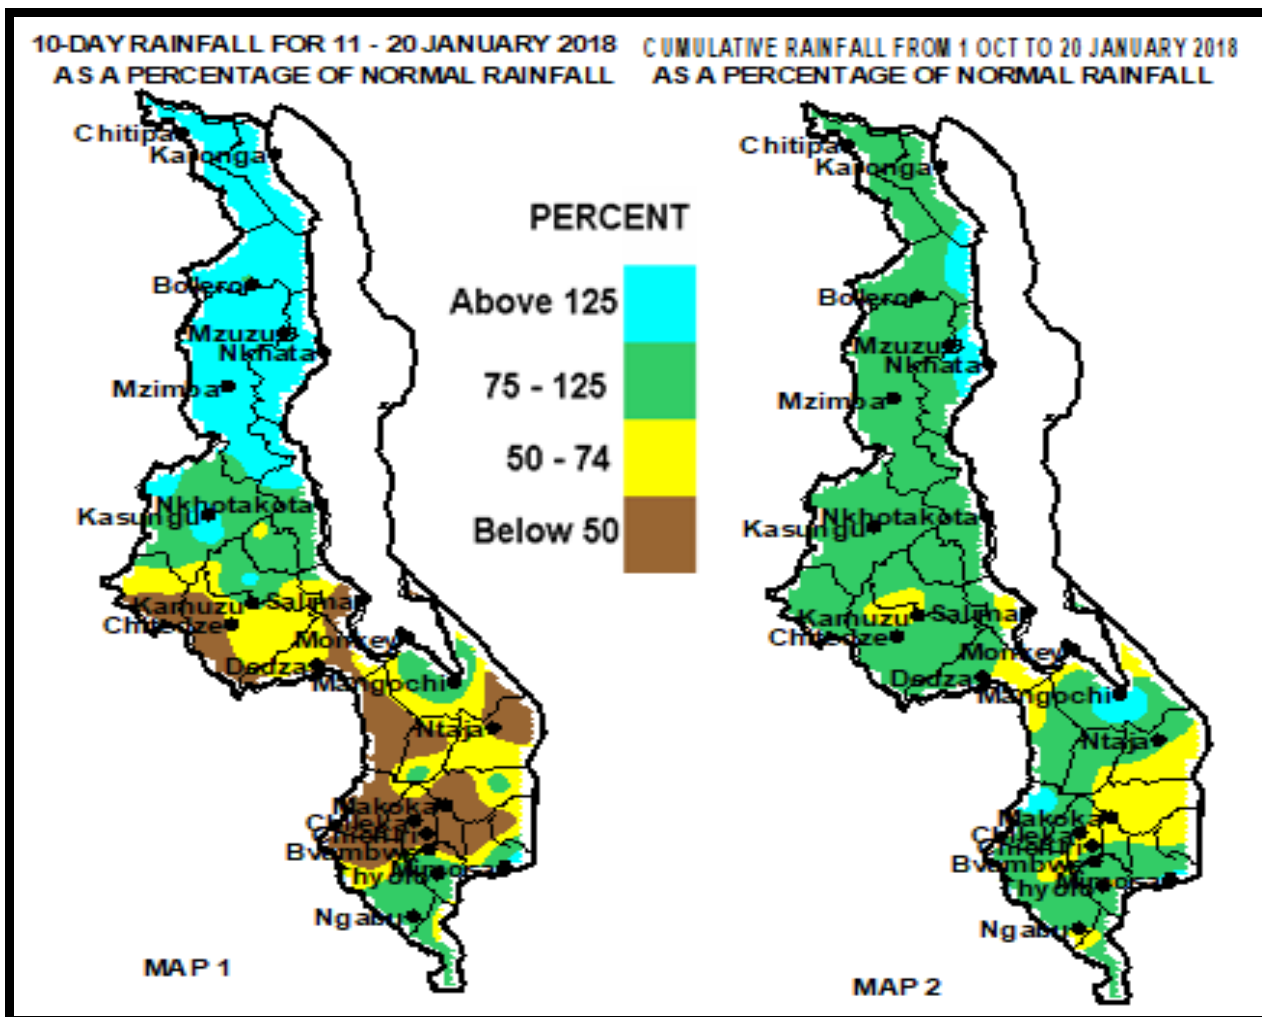 10-DAY RAINFALL FOR 11 - 20 JANUARY 2018
AS A PERCENTAGE OF NORMAL RAINFALL
CUMULATIVE RAINFALL FROM 1 OCT TO 20 JANUARY 2018
AS A PERCENTAGE OF NORMAL RAINFALL
Chitipa
Karonga
Bolero
Mzuzu
Nkhata
Mzimba
Nkhotakota
Kasungu
Kamuzu
Salima
Chitedze
Monkey
Dedza
Mangochi
Ntaja
Makoka
Chileka
Chichiri
Bvumbwe
Mimosa
Thyolo
Ngabu
MAP 1
PERCENT
Above 125
75 - 125
50 - 74
Below 50
Chitipa
Karonga
Bolero
Mzuzu
Nkhata
Mzimba
Nkhotakota
Kasungu
Kamuzu
Salima
Chitedze
Monkey
Dedza
Mangochi
Ntaja
Makoka
Chileka
Chichiri
Bvumbwe
Mimosa
Thyolo
Ngabu
MAP 2